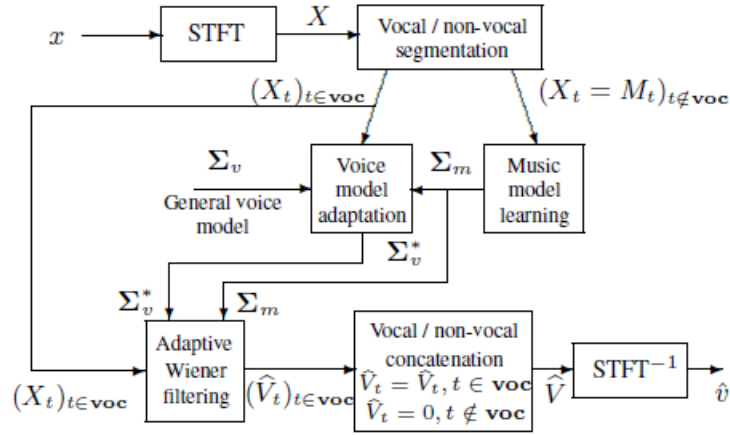 x
STFT
X
Vocal / non-vocal
segmentation
(X_t)_{t∈voc}
(X_t = M_t)_{t∉voc}
Σ_v
General voice
model
Voice
model
adaptation
Σ_m
Music
model
learning
Σ_v^*
Σ_v^*
Σ_m
(X_t)_{t∈voc}
Adaptive
Wiener
filtering
(V̂_t)_{t∈voc}
Vocal / non-vocal
concatenation
V̂_t = V̂_t, t ∈ voc
V̂_t = 0, t ∉ voc
V̂
STFT^{−1}
v̂